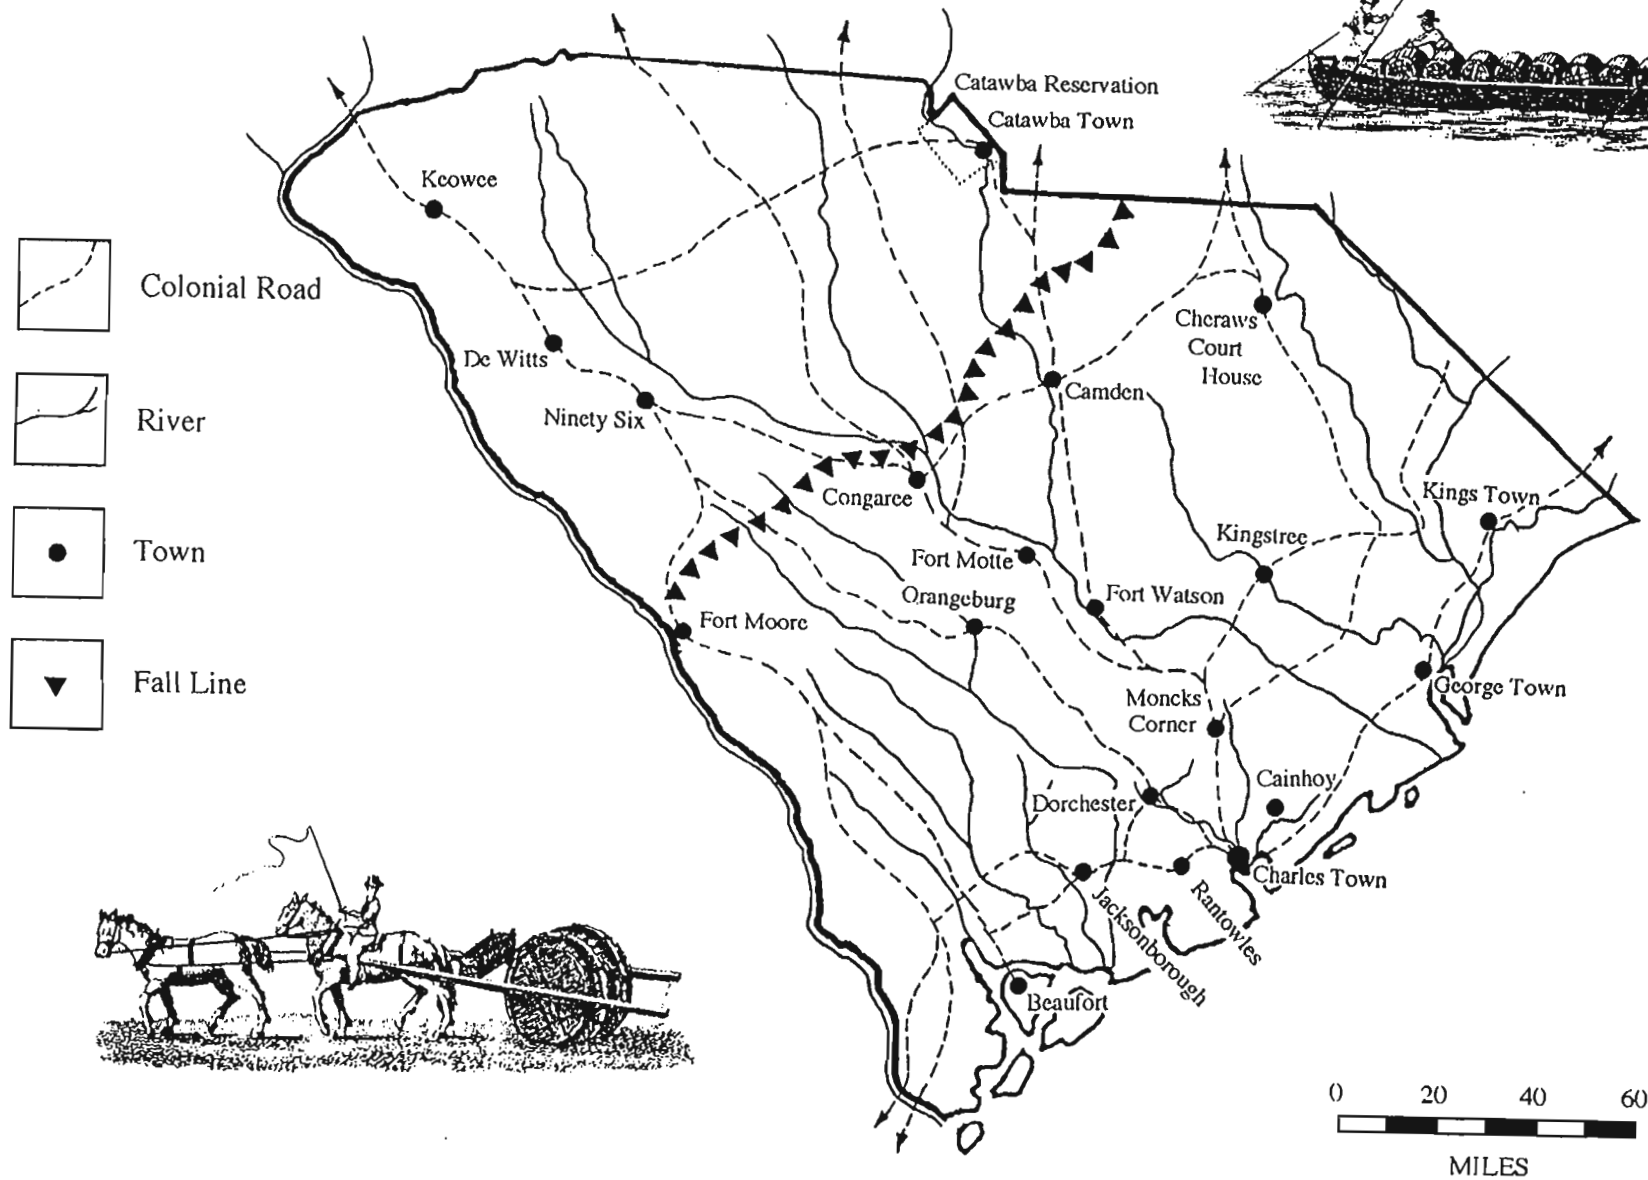 Catawba Reservation
Catawba Town
Keowee
Colonial Road
De Witts
Cheraws
Court
House
River
Ninety Six
Camden
Congaree
Kings Town
Town
Fort Motte
Kingstree
Orangeburg
Fort Watson
Fort Moore
Fall Line
Moncks
Corner
George Town
Cainhoy
Dorchester
Charles Town
Rantowles
Jacksonborough
Beaufort
0 20 40 60
MILES